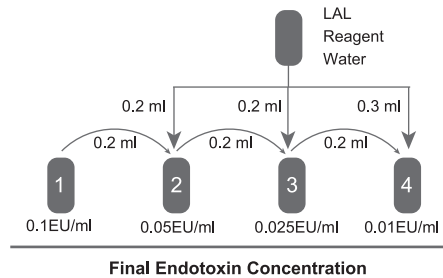 LAL
Reagent
Water
0.2 ml 0.2 ml 0.3 ml
0.2 ml 0.2 ml 0.2 ml
1 2 3 4
0.1EU/ml 0.05EU/ml 0.025EU/ml 0.01EU/ml
Final Endotoxin Concentration